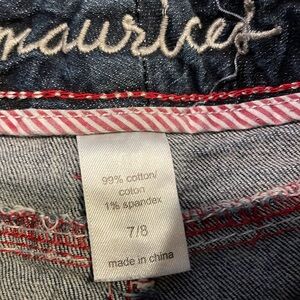 maurices
99% cotton/
coton
1% spandex
7/8
made in china